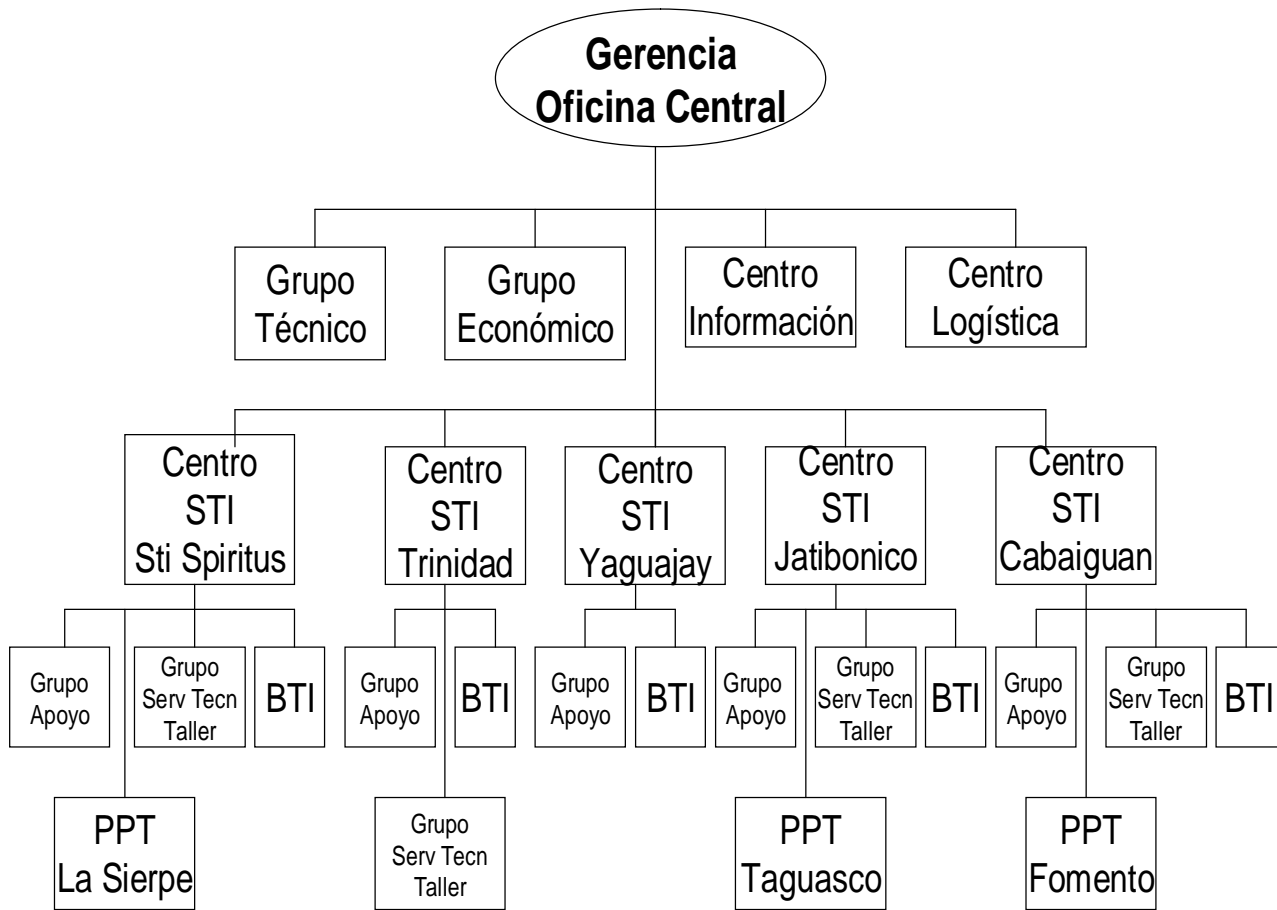 Gerencia
Oficina Central
Grupo
Técnico
Grupo
Económico
Centro
Información
Centro
Logística
Centro
STI
Sti Spiritus
Centro
STI
Trinidad
Centro
STI
Yaguajay
Centro
STI
Jatibonico
Centro
STI
Cabaiguan
Grupo
Apoyo
Grupo
Serv Tecn
Taller
BTI
Grupo
Apoyo
BTI
Grupo
Apoyo
BTI
Grupo
Apoyo
Grupo
Serv Tecn
Taller
BTI
Grupo
Apoyo
Grupo
Serv Tecn
Taller
BTI
PPT
La Sierpe
Grupo
Serv Tecn
Taller
PPT
Taguasco
PPT
Fomento